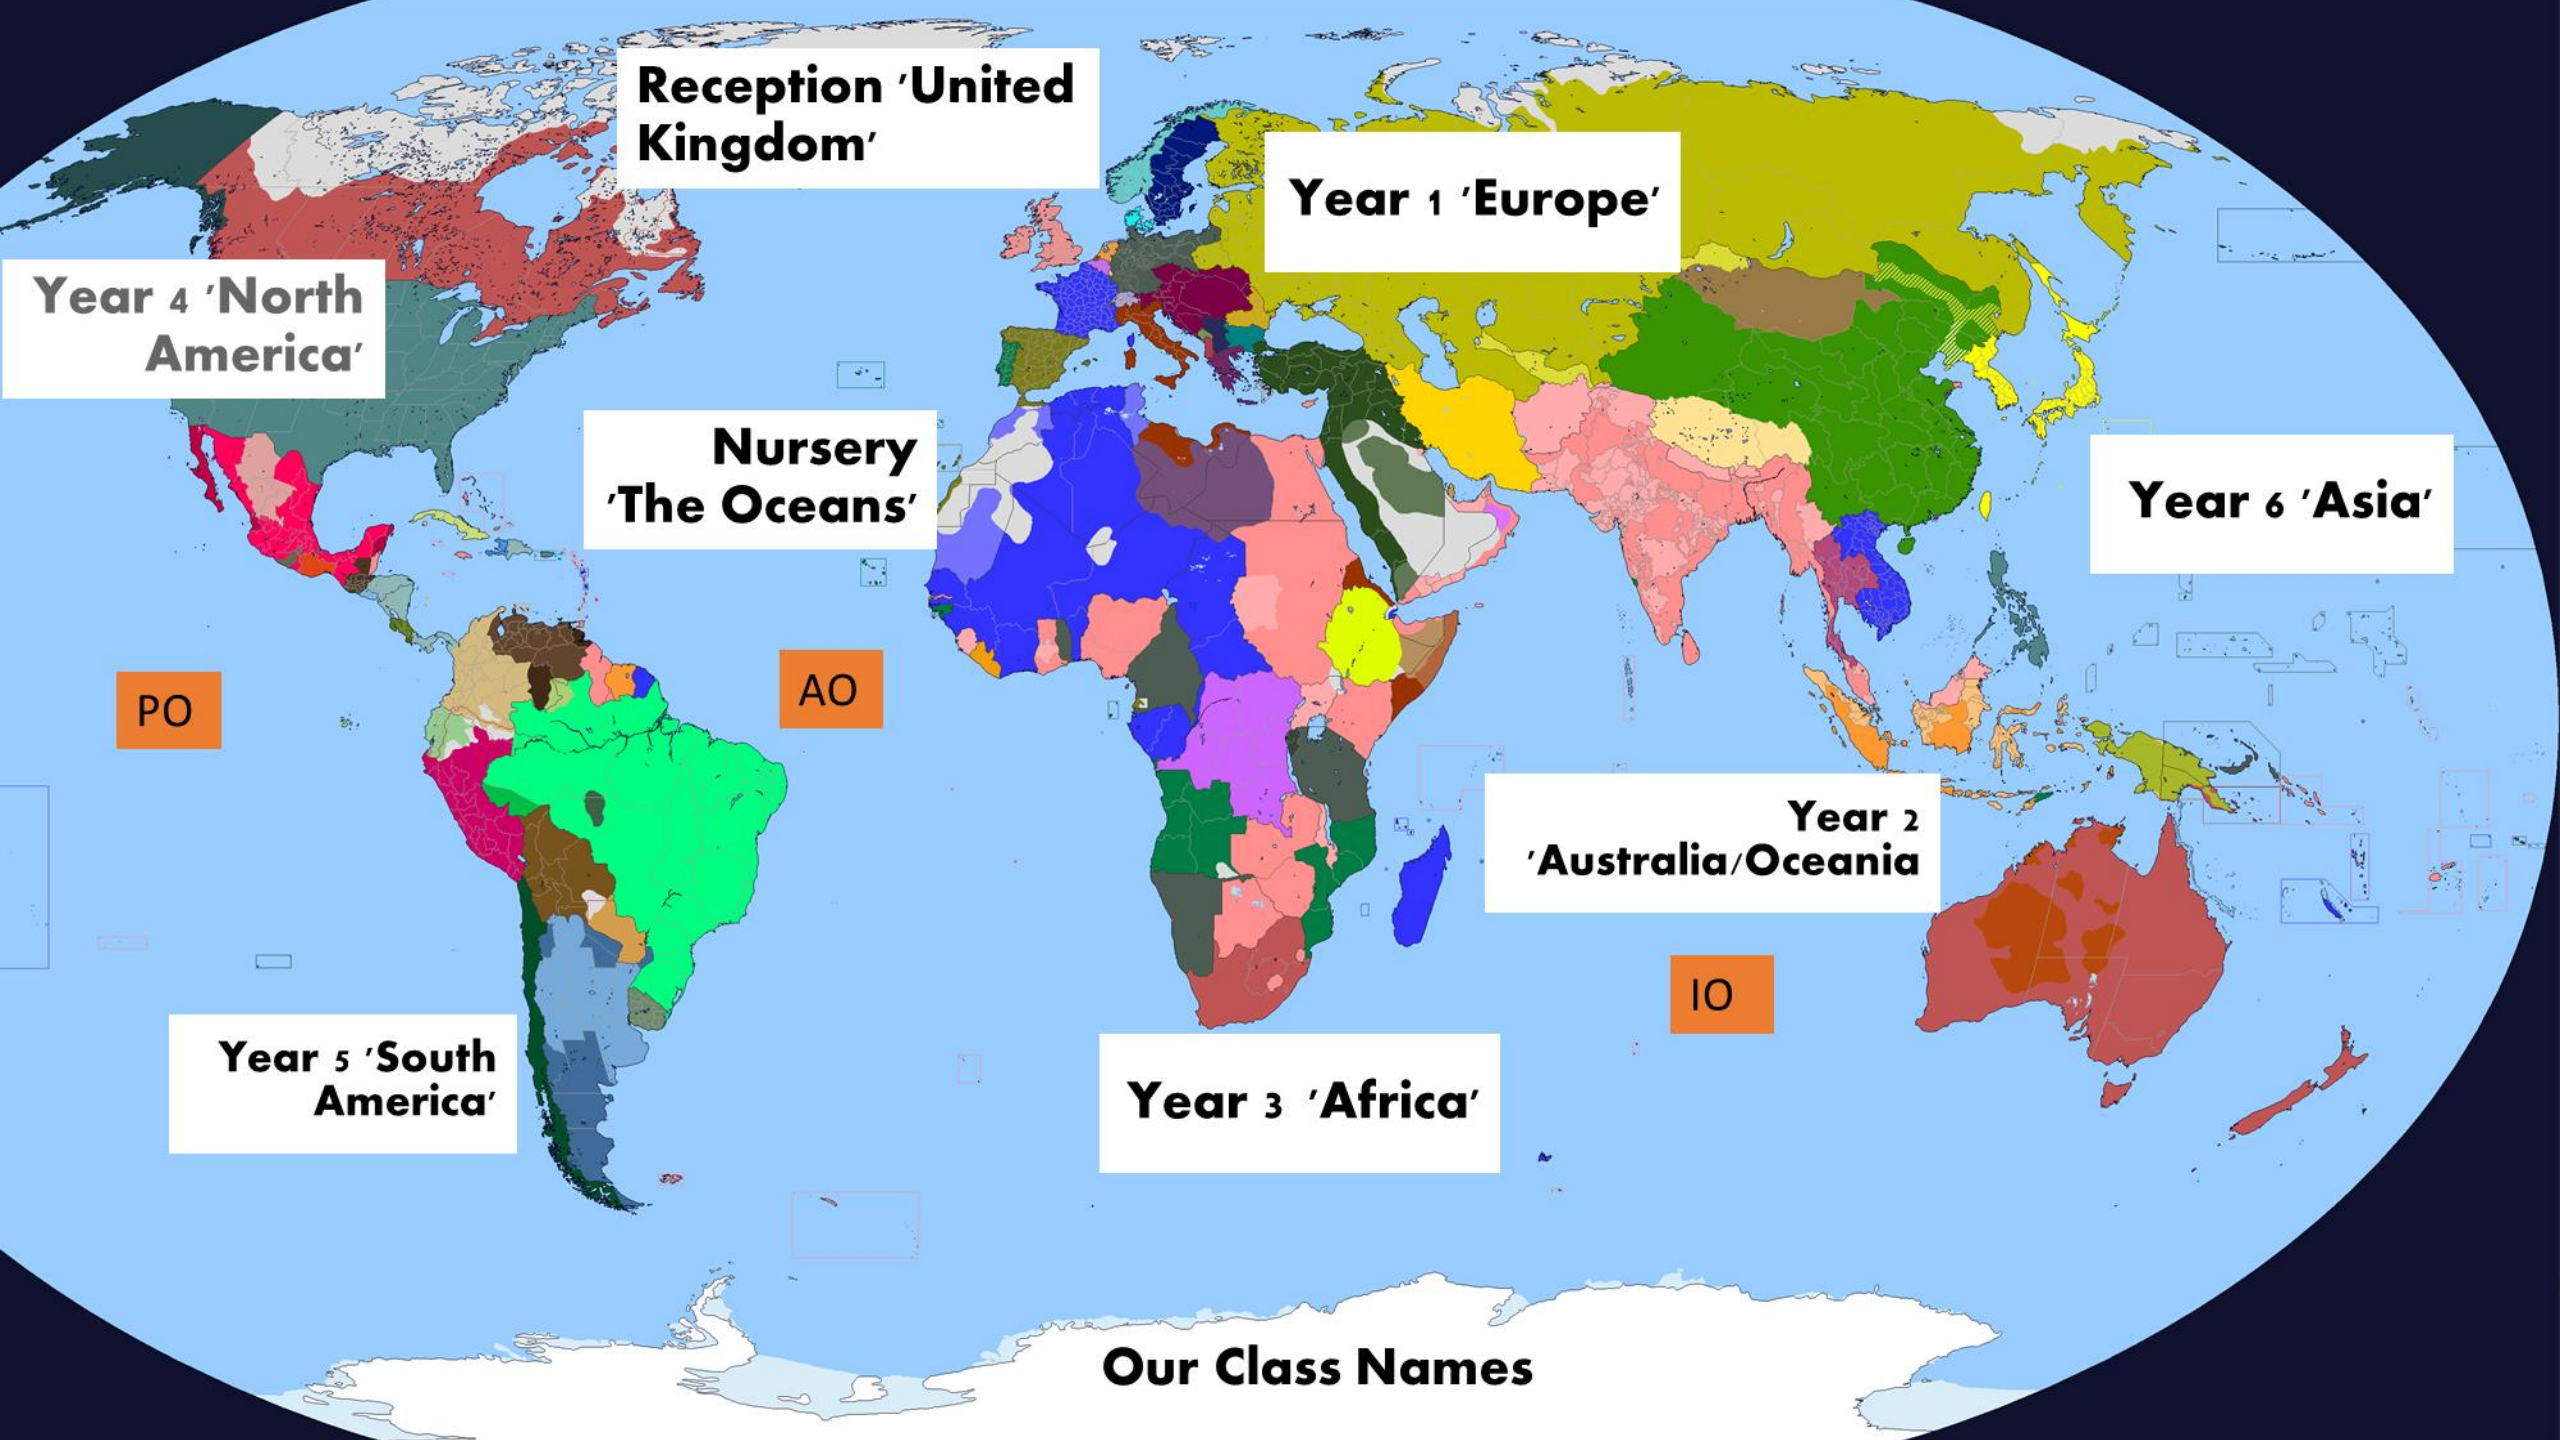 Reception 'United
Kingdom'
Year 1 'Europe'
Year 4 'North
America'
Nursery
'The Oceans'
Year 6 'Asia'
PO
AO
Year 2
'Australia/Oceania
IO
Year 5 'South
America'
Year 3 'Africa'
Our Class Names